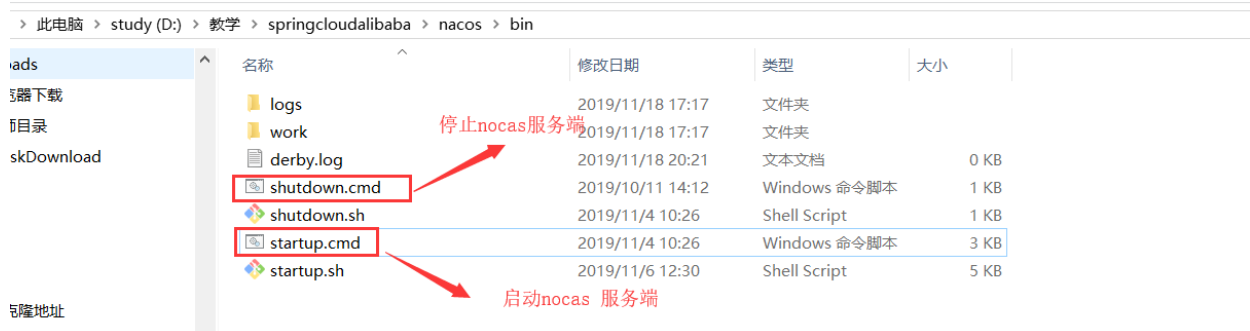 此电脑 > study (D:) > 教学 > springcloudalibaba > nacos > bin
名称 修改日期 类型 大小
logs 2019/11/18 17:17 文件夹
work 2019/11/18 17:17 文件夹
derby.log 2019/11/18 20:21 文本文档 0 KB
shutdown.cmd 2019/10/11 14:12 Windows 命令脚本 1 KB
shutdown.sh 2019/11/4 10:26 Shell Script 1 KB
startup.cmd 2019/11/4 10:26 Windows 命令脚本 3 KB
startup.sh 2019/11/6 12:30 Shell Script 5 KB
停止nocas服务端
启动nocas 服务端
ads
览器下载
币目录
skDownload
克隆地址